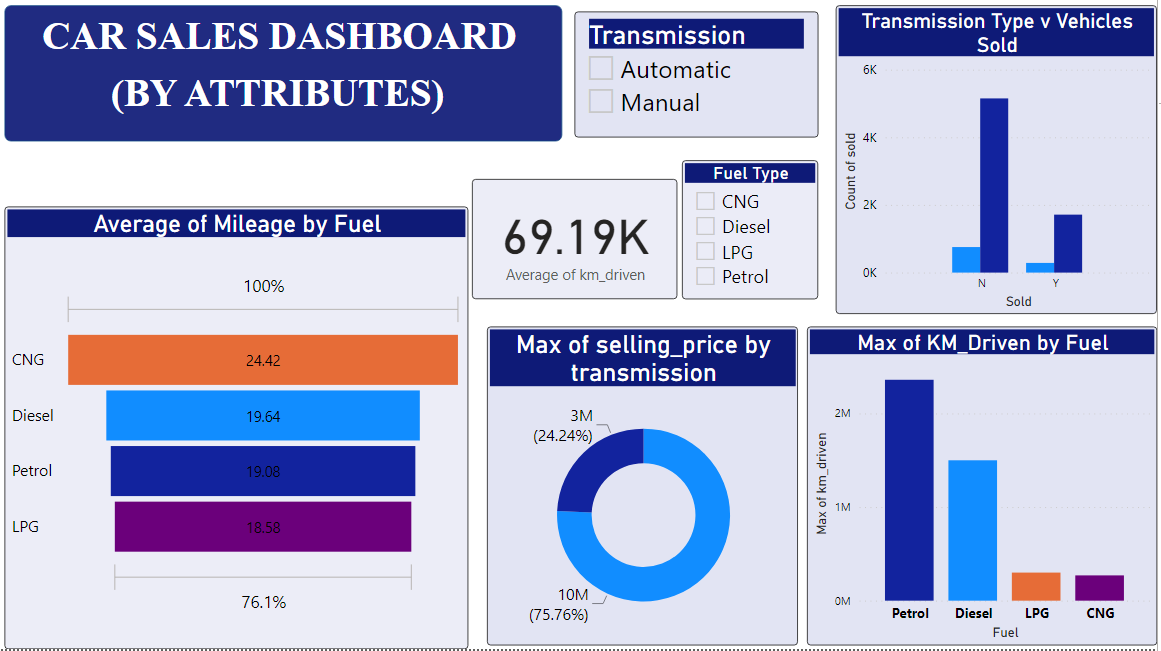 CAR SALES DASHBOARD
(BY ATTRIBUTES)
Transmission
Automatic
Manual
Transmission Type v Vehicles
Sold
6K
4K
2K
0K
Count of sold
N
Y
Sold
Fuel Type
CNG
Diesel
LPG
Petrol
69.19K
Average of km_driven
Average of Mileage by Fuel
100%
CNG
24.42
Diesel
19.64
Petrol
19.08
LPG
18.58
76.1%
Max of selling_price by
transmission
3M
(24.24%)
10M
(75.76%)
Max of KM_Driven by Fuel
2M
1M
0M
Max of km_driven
Petrol
Diesel
LPG
CNG
Fuel